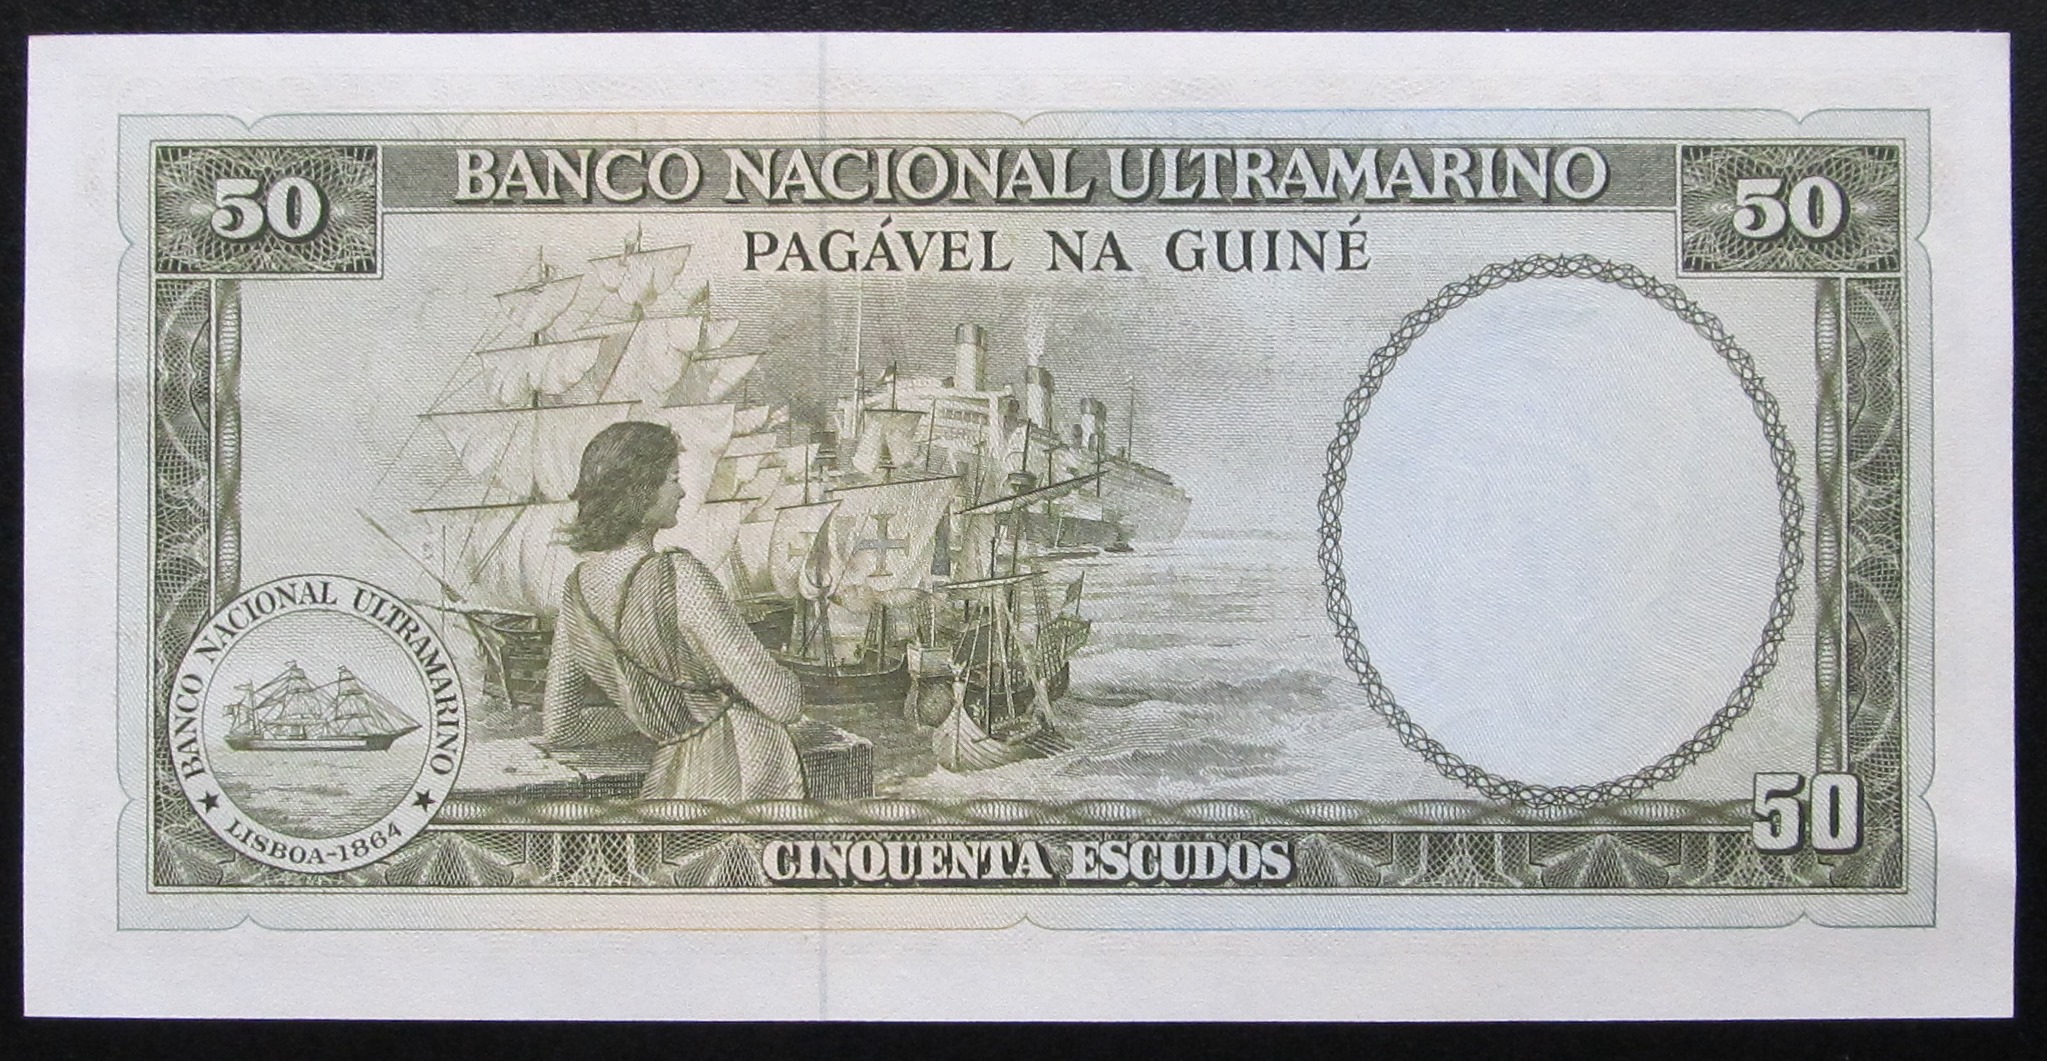 50 BANCO NACIONAL ULTRAMARINO 50
PAGÁVEL NA GUINÉ
BANCO NACIONAL ULTRAMARINO
★ LISBOA-1864 ★
50
CINQUENTA ESCUDOS